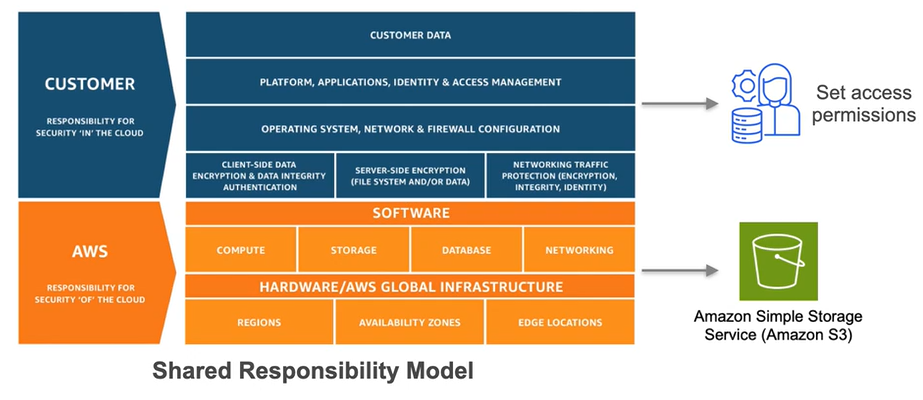 CUSTOMER
RESPONSIBILITY FOR
SECURITY 'IN' THE CLOUD
CUSTOMER DATA
PLATFORM, APPLICATIONS, IDENTITY & ACCESS MANAGEMENT
OPERATING SYSTEM, NETWORK & FIREWALL CONFIGURATION
CLIENT-SIDE DATA
ENCRYPTION & DATA INTEGRITY
AUTHENTICATION
SERVER-SIDE ENCRYPTION
(FILE SYSTEM AND/OR DATA)
NETWORKING TRAFFIC
PROTECTION (ENCRYPTION,
INTEGRITY, IDENTITY)
Set access
permissions
AWS
RESPONSIBILITY FOR
SECURITY 'OF' THE CLOUD
SOFTWARE
COMPUTE
STORAGE
DATABASE
NETWORKING
HARDWARE/AWS GLOBAL INFRASTRUCTURE
REGIONS
AVAILABILITY ZONES
EDGE LOCATIONS
Amazon Simple Storage
Service (Amazon S3)
Shared Responsibility Model